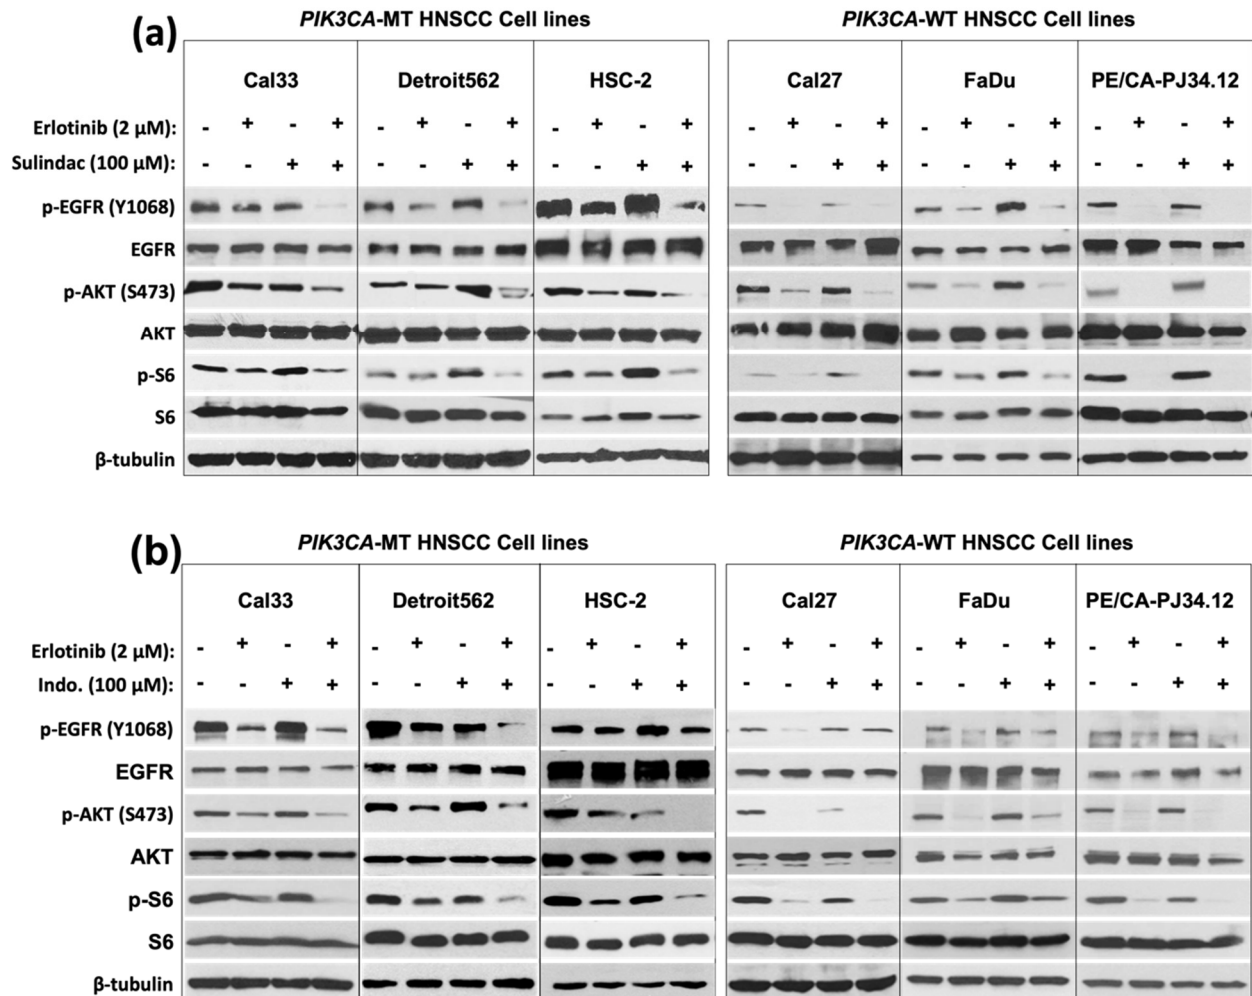 (a)
PIK3CA-MT HNSCC Cell lines
PIK3CA-WT HNSCC Cell lines
Cal33 Detroit562 HSC-2 Cal27 FaDu PE/CA-PJ34.12
Erlotinib (2 μM): - + - + - + - + - + - + - + - + - + - + - + - +
Sulindac (100 μM): - - + + - - + + - - + + - - + + - - + + - - + +
p-EGFR (Y1068)
EGFR
p-AKT (S473)
AKT
p-S6
S6
β-tubulin
(b)
PIK3CA-MT HNSCC Cell lines
PIK3CA-WT HNSCC Cell lines
Cal33 Detroit562 HSC-2 Cal27 FaDu PE/CA-PJ34.12
Erlotinib (2 μM): - + - + - + - + - + - + - + - + - + - + - + - +
Indo. (100 μM): - - + + - - + + - - + + - - + + - - + + - - + +
p-EGFR (Y1068)
EGFR
p-AKT (S473)
AKT
p-S6
S6
β-tubulin